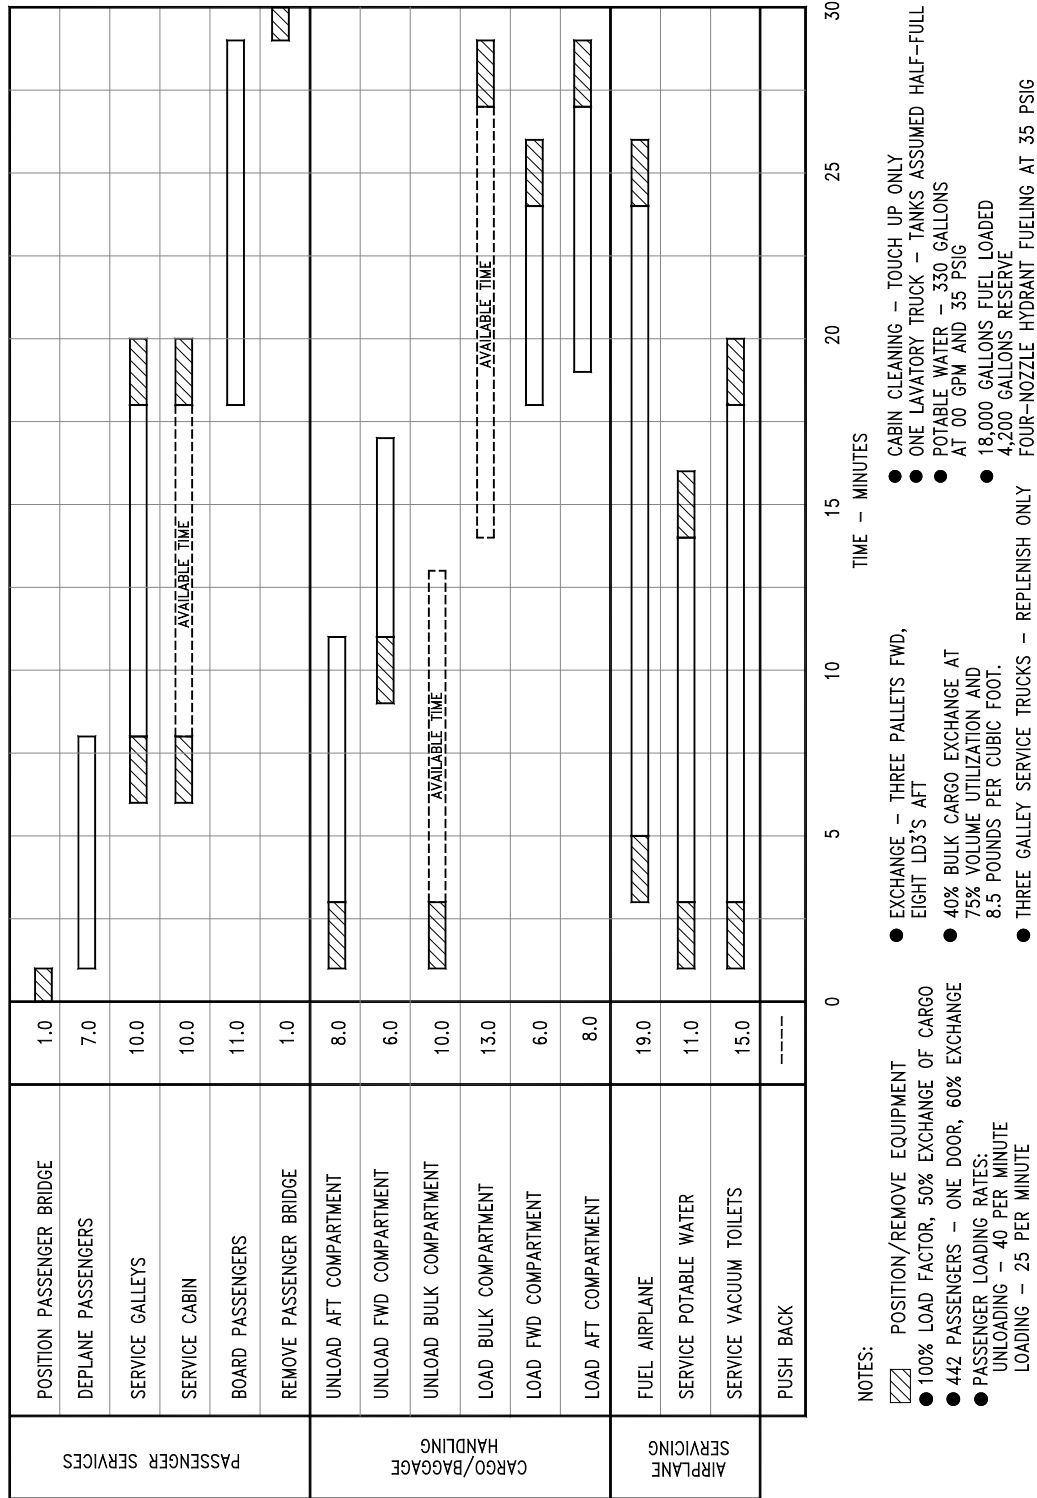 PASSENGER SERVICES
POSITION PASSENGER BRIDGE 1.0
DEPLANE PASSENGERS 7.0
SERVICE GALLEYS 10.0
SERVICE CABIN 10.0 AVAILABLE TIME
BOARD PASSENGERS 11.0
REMOVE PASSENGER BRIDGE 1.0
CARGO/BAGGAGE
HANDLING
UNLOAD AFT COMPARTMENT 8.0
UNLOAD FWD COMPARTMENT 6.0
UNLOAD BULK COMPARTMENT 10.0 AVAILABLE TIME
LOAD BULK COMPARTMENT 13.0 AVAILABLE TIME
LOAD FWD COMPARTMENT 6.0
LOAD AFT COMPARTMENT 8.0
AIRPLANE
SERVICING
FUEL AIRPLANE 19.0
SERVICE POTABLE WATER 11.0
SERVICE VACUUM TOILETS 15.0
PUSH BACK ----
0 5 10 15 20 25 30
TIME – MINUTES
NOTES:
POSITION/REMOVE EQUIPMENT
● 100% LOAD FACTOR, 50% EXCHANGE OF CARGO
● 442 PASSENGERS – ONE DOOR, 60% EXCHANGE
● PASSENGER LOADING RATES:
UNLOADING – 40 PER MINUTE
LOADING – 25 PER MINUTE
● EXCHANGE – THREE PALLETS FWD,
EIGHT LD3'S AFT
● 40% BULK CARGO EXCHANGE AT
75% VOLUME UTILIZATION AND
8.5 POUNDS PER CUBIC FOOT.
● THREE GALLEY SERVICE TRUCKS – REPLENISH ONLY
● CABIN CLEANING – TOUCH UP ONLY
● ONE LAVATORY TRUCK – TANKS ASSUMED HALF-FULL
● POTABLE WATER – 330 GALLONS
AT 00 GPM AND 35 PSIG
● 18,000 GALLONS FUEL LOADED
4,200 GALLONS RESERVE
FOUR-NOZZLE HYDRANT FUELING AT 35 PSIG